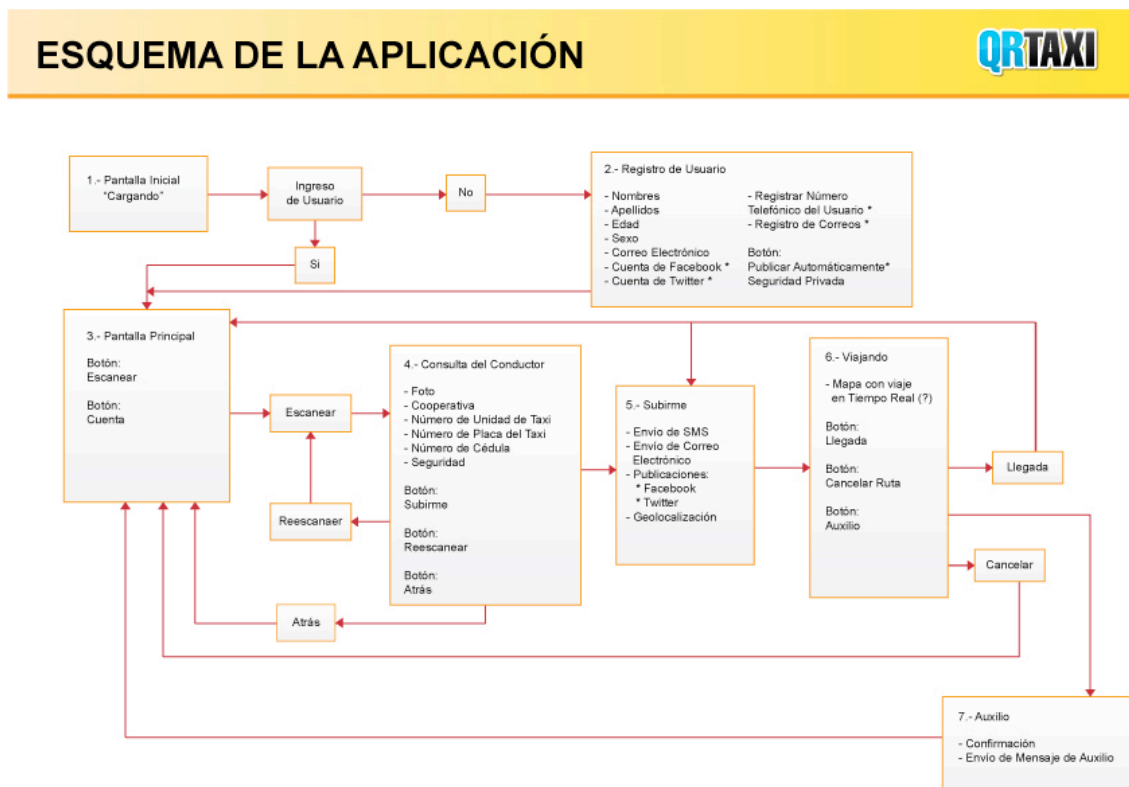 ESQUEMA DE LA APLICACIÓN
QRTAXI
1.- Pantalla Inicial
"Cargando"
Ingreso
de Usuario
No
Si
2.- Registro de Usuario
- Nombres
- Apellidos
- Edad
- Sexo
- Correo Electrónico
- Cuenta de Facebook *
- Cuenta de Twitter *
- Registrar Número
Telefónico del Usuario *
- Registro de Correos *
Botón:
Publicar Automáticamente*
Seguridad Privada
3.- Pantalla Principal
Botón:
Escanear
Botón:
Cuenta
Escanear
Reescanaer
Atrás
4.- Consulta del Conductor
- Foto
- Cooperativa
- Número de Unidad de Taxi
- Número de Placa del Taxi
- Número de Cédula
- Seguridad
Botón:
Subirme
Botón:
Reescanear
Botón:
Atrás
5.- Subirme
- Envío de SMS
- Envío de Correo
Electrónico
- Publicaciones:
* Facebook
* Twitter
- Geolocalización
6.- Viajando
- Mapa con viaje
en Tiempo Real (?)
Botón:
Llegada
Botón:
Cancelar Ruta
Botón:
Auxilio
Llegada
Cancelar
7.- Auxilio
- Confirmación
- Envío de Mensaje de Auxilio